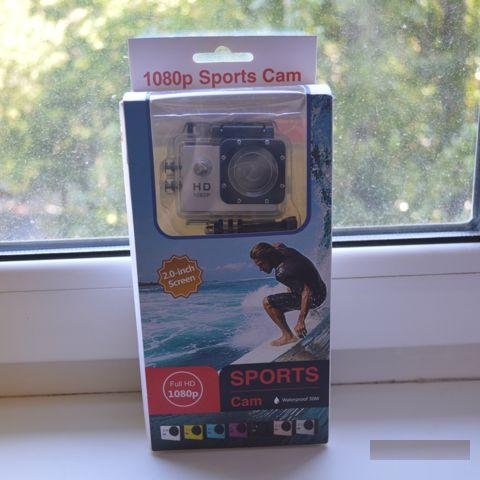 1080p Sports Cam
HD
1080P
2.0-inch
Screen
Full HD
1080p
SPORTS
Cam
Waterproof 30M